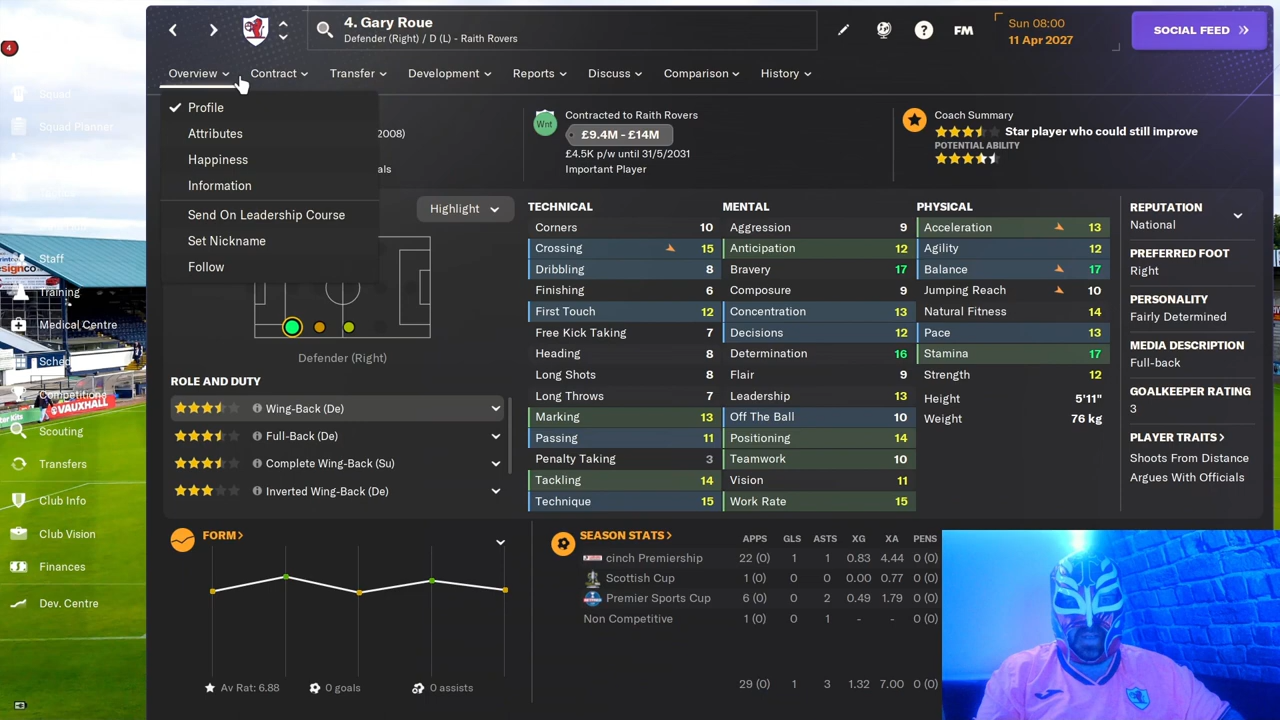 4. Gary Roue
Defender (Right) / D (L) - Raith Rovers
FM
Sun 08:00
11 Apr 2027
SOCIAL FEED
4
Overview
Contract
Transfer
Development
Reports
Discuss
Comparison
History
Squad
Squad Planner
Staff
Training
Medical Centre
Sched
Competitions
Scouting
Transfers
Club Info
Club Vision
Finances
Dev. Centre
VAUXHALL
Profile
Attributes
Happiness
Information
Send On Leadership Course
Set Nickname
Follow
2008)
als
Wnt
Contracted to Raith Rovers
£9.4M - £14M
£4.5K p/w until 31/5/2031
Important Player
Coach Summary
Star player who could still improve
POTENTIAL ABILITY
Highlight
Defender (Right)
ROLE AND DUTY
Wing-Back (De)
Full-Back (De)
Complete Wing-Back (Su)
Inverted Wing-Back (De)
TECHNICAL
Corners 10
Crossing 15
Dribbling 8
Finishing 6
First Touch 12
Free Kick Taking 7
Heading 8
Long Shots 8
Long Throws 7
Marking 13
Passing 11
Penalty Taking 3
Tackling 14
Technique 15
MENTAL
Aggression 9
Anticipation 12
Bravery 17
Composure 9
Concentration 13
Decisions 12
Determination 16
Flair 9
Leadership 13
Off The Ball 10
Positioning 14
Teamwork 10
Vision 11
Work Rate 15
PHYSICAL
Acceleration 13
Agility 12
Balance 17
Jumping Reach 10
Natural Fitness 14
Pace 13
Stamina 17
Strength 12
Height 5'11"
Weight 76 kg
REPUTATION
National
PREFERRED FOOT
Right
PERSONALITY
Fairly Determined
MEDIA DESCRIPTION
Full-back
GOALKEEPER RATING
3
PLAYER TRAITS
Shoots From Distance
Argues With Officials
FORM
Av Rat: 6.88
0 goals
0 assists
SEASON STATS
APPS GLS ASTS XG XA PENS
cinch Premiership 22 (0) 1 1 0.83 4.44 0 (0)
Scottish Cup 1 (0) 0 0 0.00 0.77 0 (0)
Premier Sports Cup 6 (0) 0 2 0.49 1.79 0 (0)
Non Competitive 1 (0) 0 1 - - 0 (0)
29 (0) 1 3 1.32 7.00 0 (0)